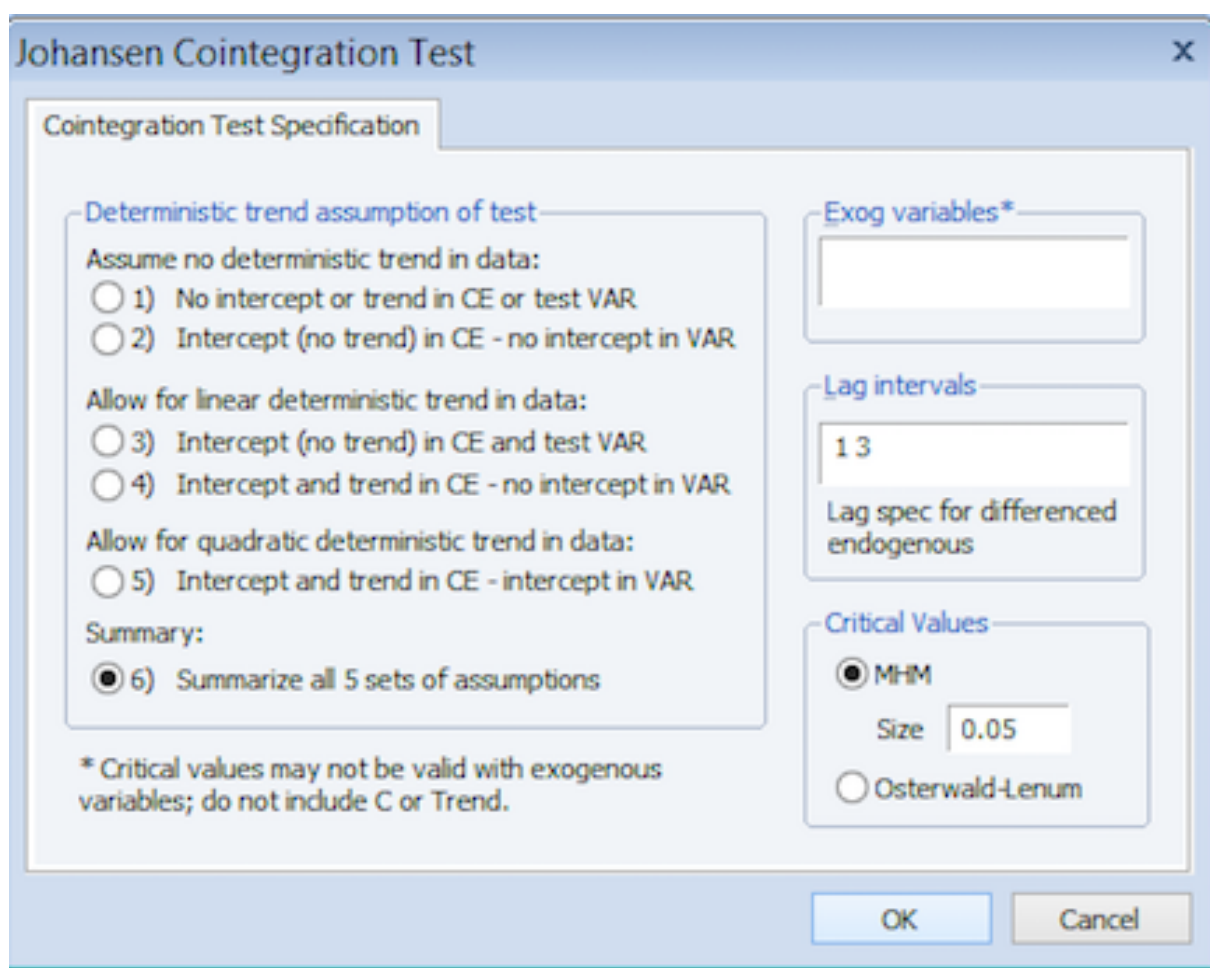 Johansen Cointegration Test
x
Cointegration Test Specification
Deterministic trend assumption of test
Assume no deterministic trend in data:
1) No intercept or trend in CE or test VAR
2) Intercept (no trend) in CE - no intercept in VAR
Allow for linear deterministic trend in data:
3) Intercept (no trend) in CE and test VAR
4) Intercept and trend in CE - no intercept in VAR
Allow for quadratic deterministic trend in data:
5) Intercept and trend in CE - intercept in VAR
Summary:
6) Summarize all 5 sets of assumptions
* Critical values may not be valid with exogenous
variables; do not include C or Trend.
Exog variables*
Lag intervals
1 3
Lag spec for differenced
endogenous
Critical Values
MHM
Size 0.05
Osterwald-Lenum
OK
Cancel